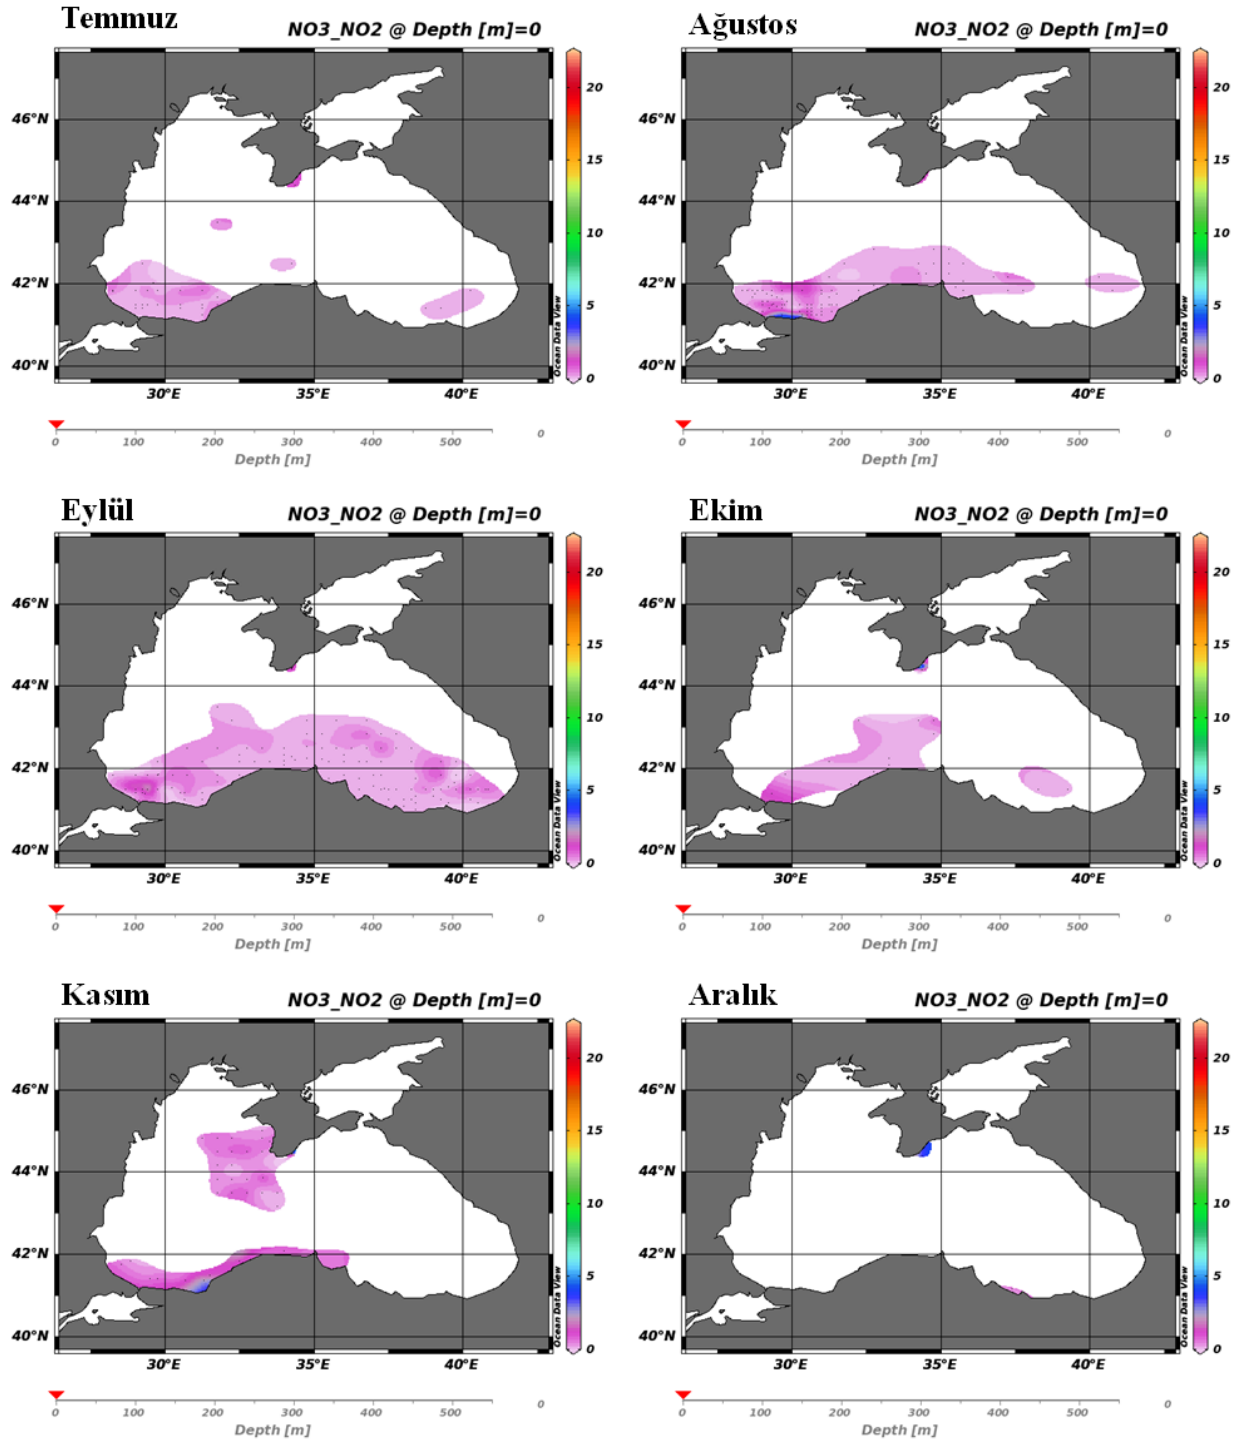 Temmuz
NO3_NO2 @ Depth [m]=0
46°N
44°N
42°N
40°N
30°E 35°E 40°E
20
15
10
5
0
Ocean Data View
0 100 200 300 400 500 0
Depth [m]
Ağustos
NO3_NO2 @ Depth [m]=0
46°N
44°N
42°N
40°N
30°E 35°E 40°E
20
15
10
5
0
Ocean Data View
0 100 200 300 400 500 0
Depth [m]
Eylül
NO3_NO2 @ Depth [m]=0
46°N
44°N
42°N
40°N
30°E 35°E 40°E
20
15
10
5
0
Ocean Data View
0 100 200 300 400 500 0
Depth [m]
Ekim
NO3_NO2 @ Depth [m]=0
46°N
44°N
42°N
40°N
30°E 35°E 40°E
20
15
10
5
0
Ocean Data View
0 100 200 300 400 500 0
Depth [m]
Kasım
NO3_NO2 @ Depth [m]=0
46°N
44°N
42°N
40°N
30°E 35°E 40°E
20
15
10
5
0
Ocean Data View
0 100 200 300 400 500 0
Depth [m]
Aralık
NO3_NO2 @ Depth [m]=0
46°N
44°N
42°N
40°N
30°E 35°E 40°E
20
15
10
5
0
Ocean Data View
0 100 200 300 400 500 0
Depth [m]